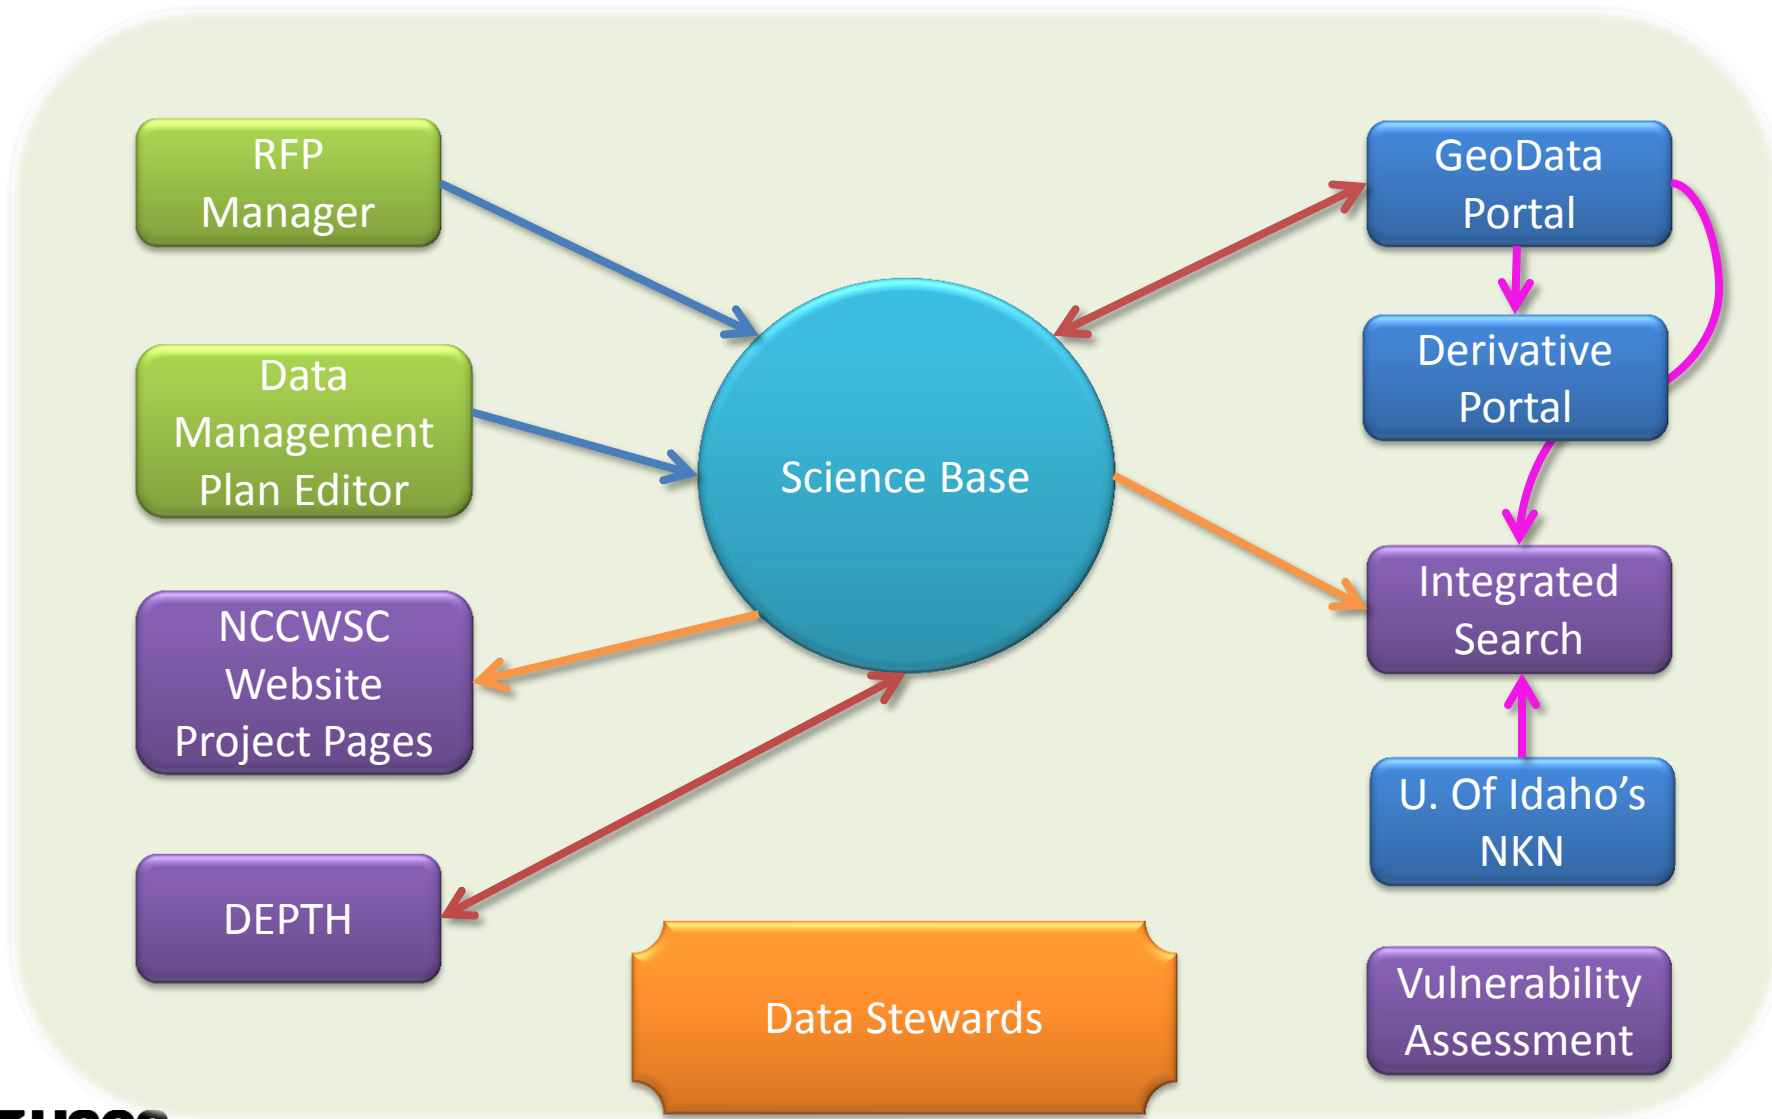 RFP
Manager
Data
Management
Plan Editor
NCCWSC
Website
Project Pages
DEPTH
Science Base
Data Stewards
GeoData
Portal
Derivative
Portal
Integrated
Search
U. Of Idaho’s
NKN
Vulnerability
Assessment